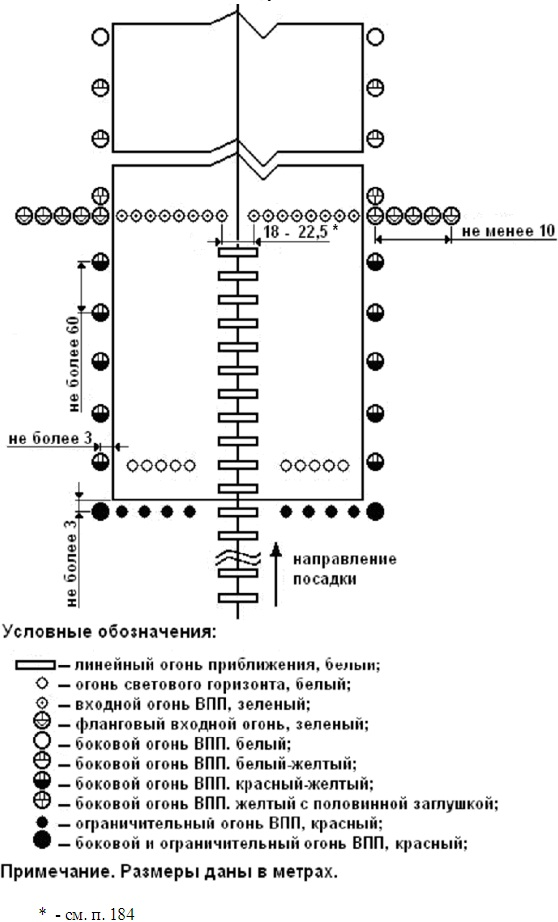 18 - 22,5 *
не менее 10
не более 60
не более 3
не более 3
направление
посадки
Условные обозначения:
– линейный огонь приближения, белый;
– огонь светового горизонта, белый;
– входной огонь ВПП, зеленый;
– фланговый входной огонь, зеленый;
– боковой огонь ВПП. белый;
– боковой огонь ВПП. белый-желтый;
– боковой огонь ВПП. красный-желтый;
– боковой огонь ВПП. желтый с половинной заглушкой;
– ограничительный огонь ВПП, красный;
– боковой и ограничительный огонь ВПП, красный;
Примечание. Размеры даны в метрах.
* - см. п. 184